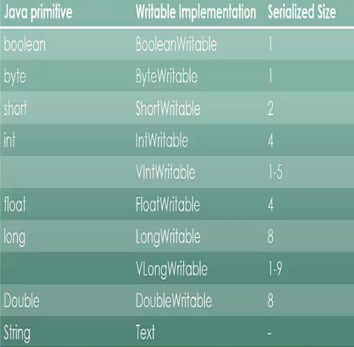 Java primitive Writable Implementation Serialized Size
boolean BooleanWritable 1
byte ByteWritable 1
short ShortWritable 2
int IntWritable 4
VIntWritable 1-5
float FloatWritable 4
long LongWritable 8
VLongWritable 1-9
Double DoubleWritable 8
String Text -